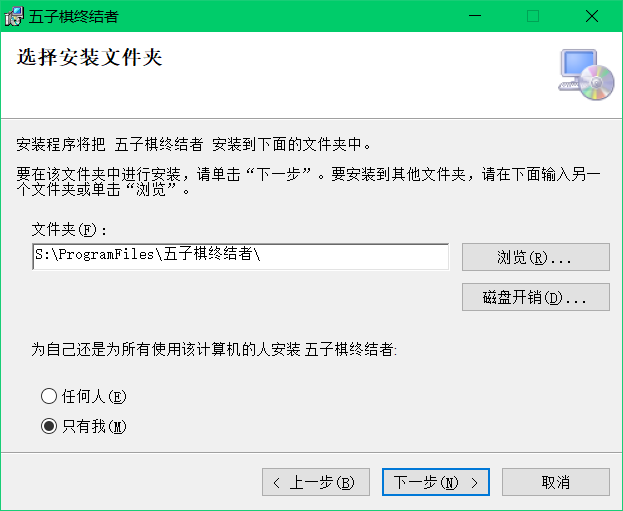 五子棋终结者
选择安装文件夹
安装程序将把 五子棋终结者 安装到下面的文件夹中。
要在该文件夹中进行安装，请单击“下一步”。要安装到其他文件夹，请在下面输入另一
个文件夹或单击“浏览”。
文件夹(F)：
S:\ProgramFiles\五子棋终结者\
浏览(R)...
磁盘开销(D)...
为自己还是为所有使用该计算机的人安装 五子棋终结者:
任何人(E)
只有我(M)
< 上一步(B)
下一步(N) >
取消